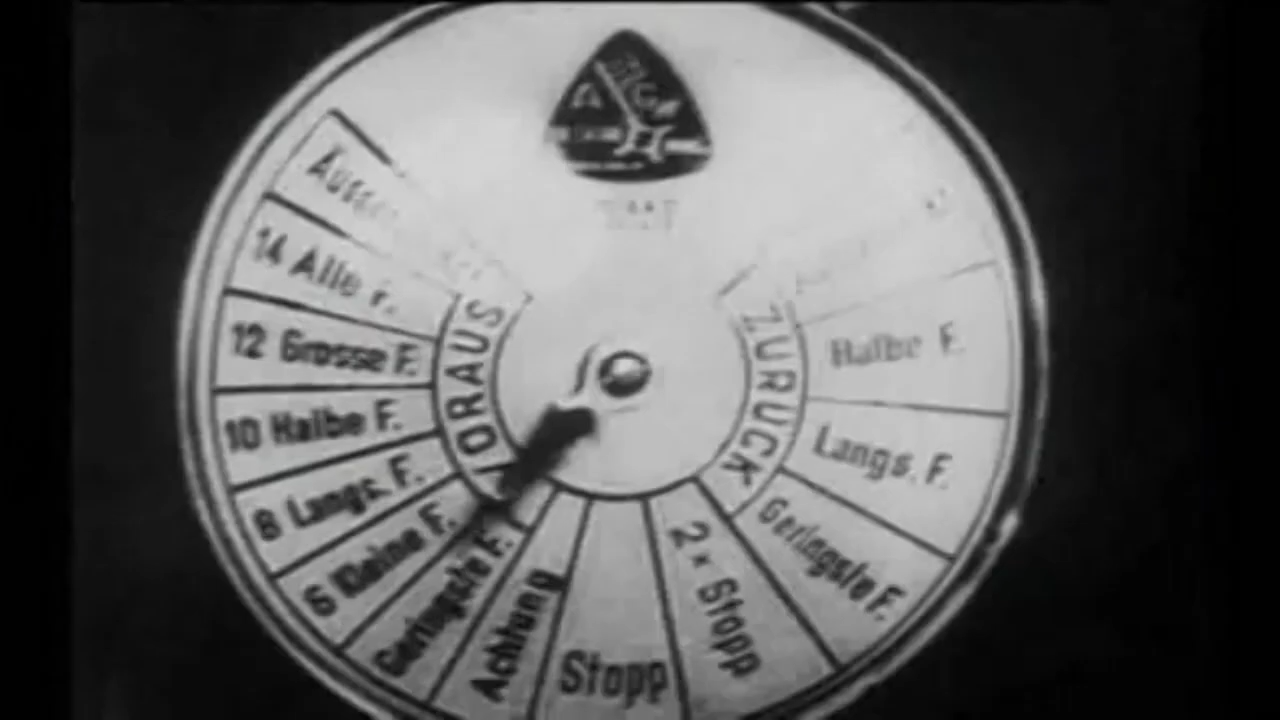 14 Alle F.
12 Grosse F.
10 Halbe F.
8 Langs. F.
6 Kleine F.
Geringste F.
Achtung
Stopp
2 x Stopp
Geringste F.
Langs. F.
Halbe F.
ORAUS
ZURÜCK